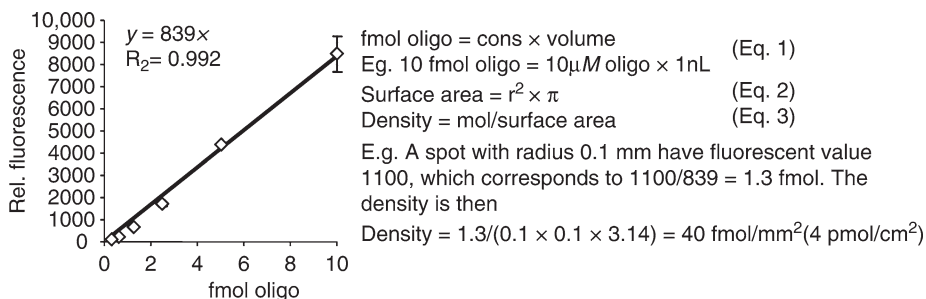 10,000
9000
8000
7000
6000
5000
4000
3000
2000
1000
0
Rel. fluorescence
y = 839x
R2= 0.992
0 2 4 6 8 10
fmol oligo
fmol oligo = cons × volume (Eq. 1)
Eg. 10 fmol oligo = 10μM oligo × 1nL
Surface area = r² × π (Eq. 2)
Density = mol/surface area (Eq. 3)
E.g. A spot with radius 0.1 mm have fluorescent value
1100, which corresponds to 1100/839 = 1.3 fmol. The
density is then
Density = 1.3/(0.1 × 0.1 × 3.14) = 40 fmol/mm²(4 pmol/cm²)